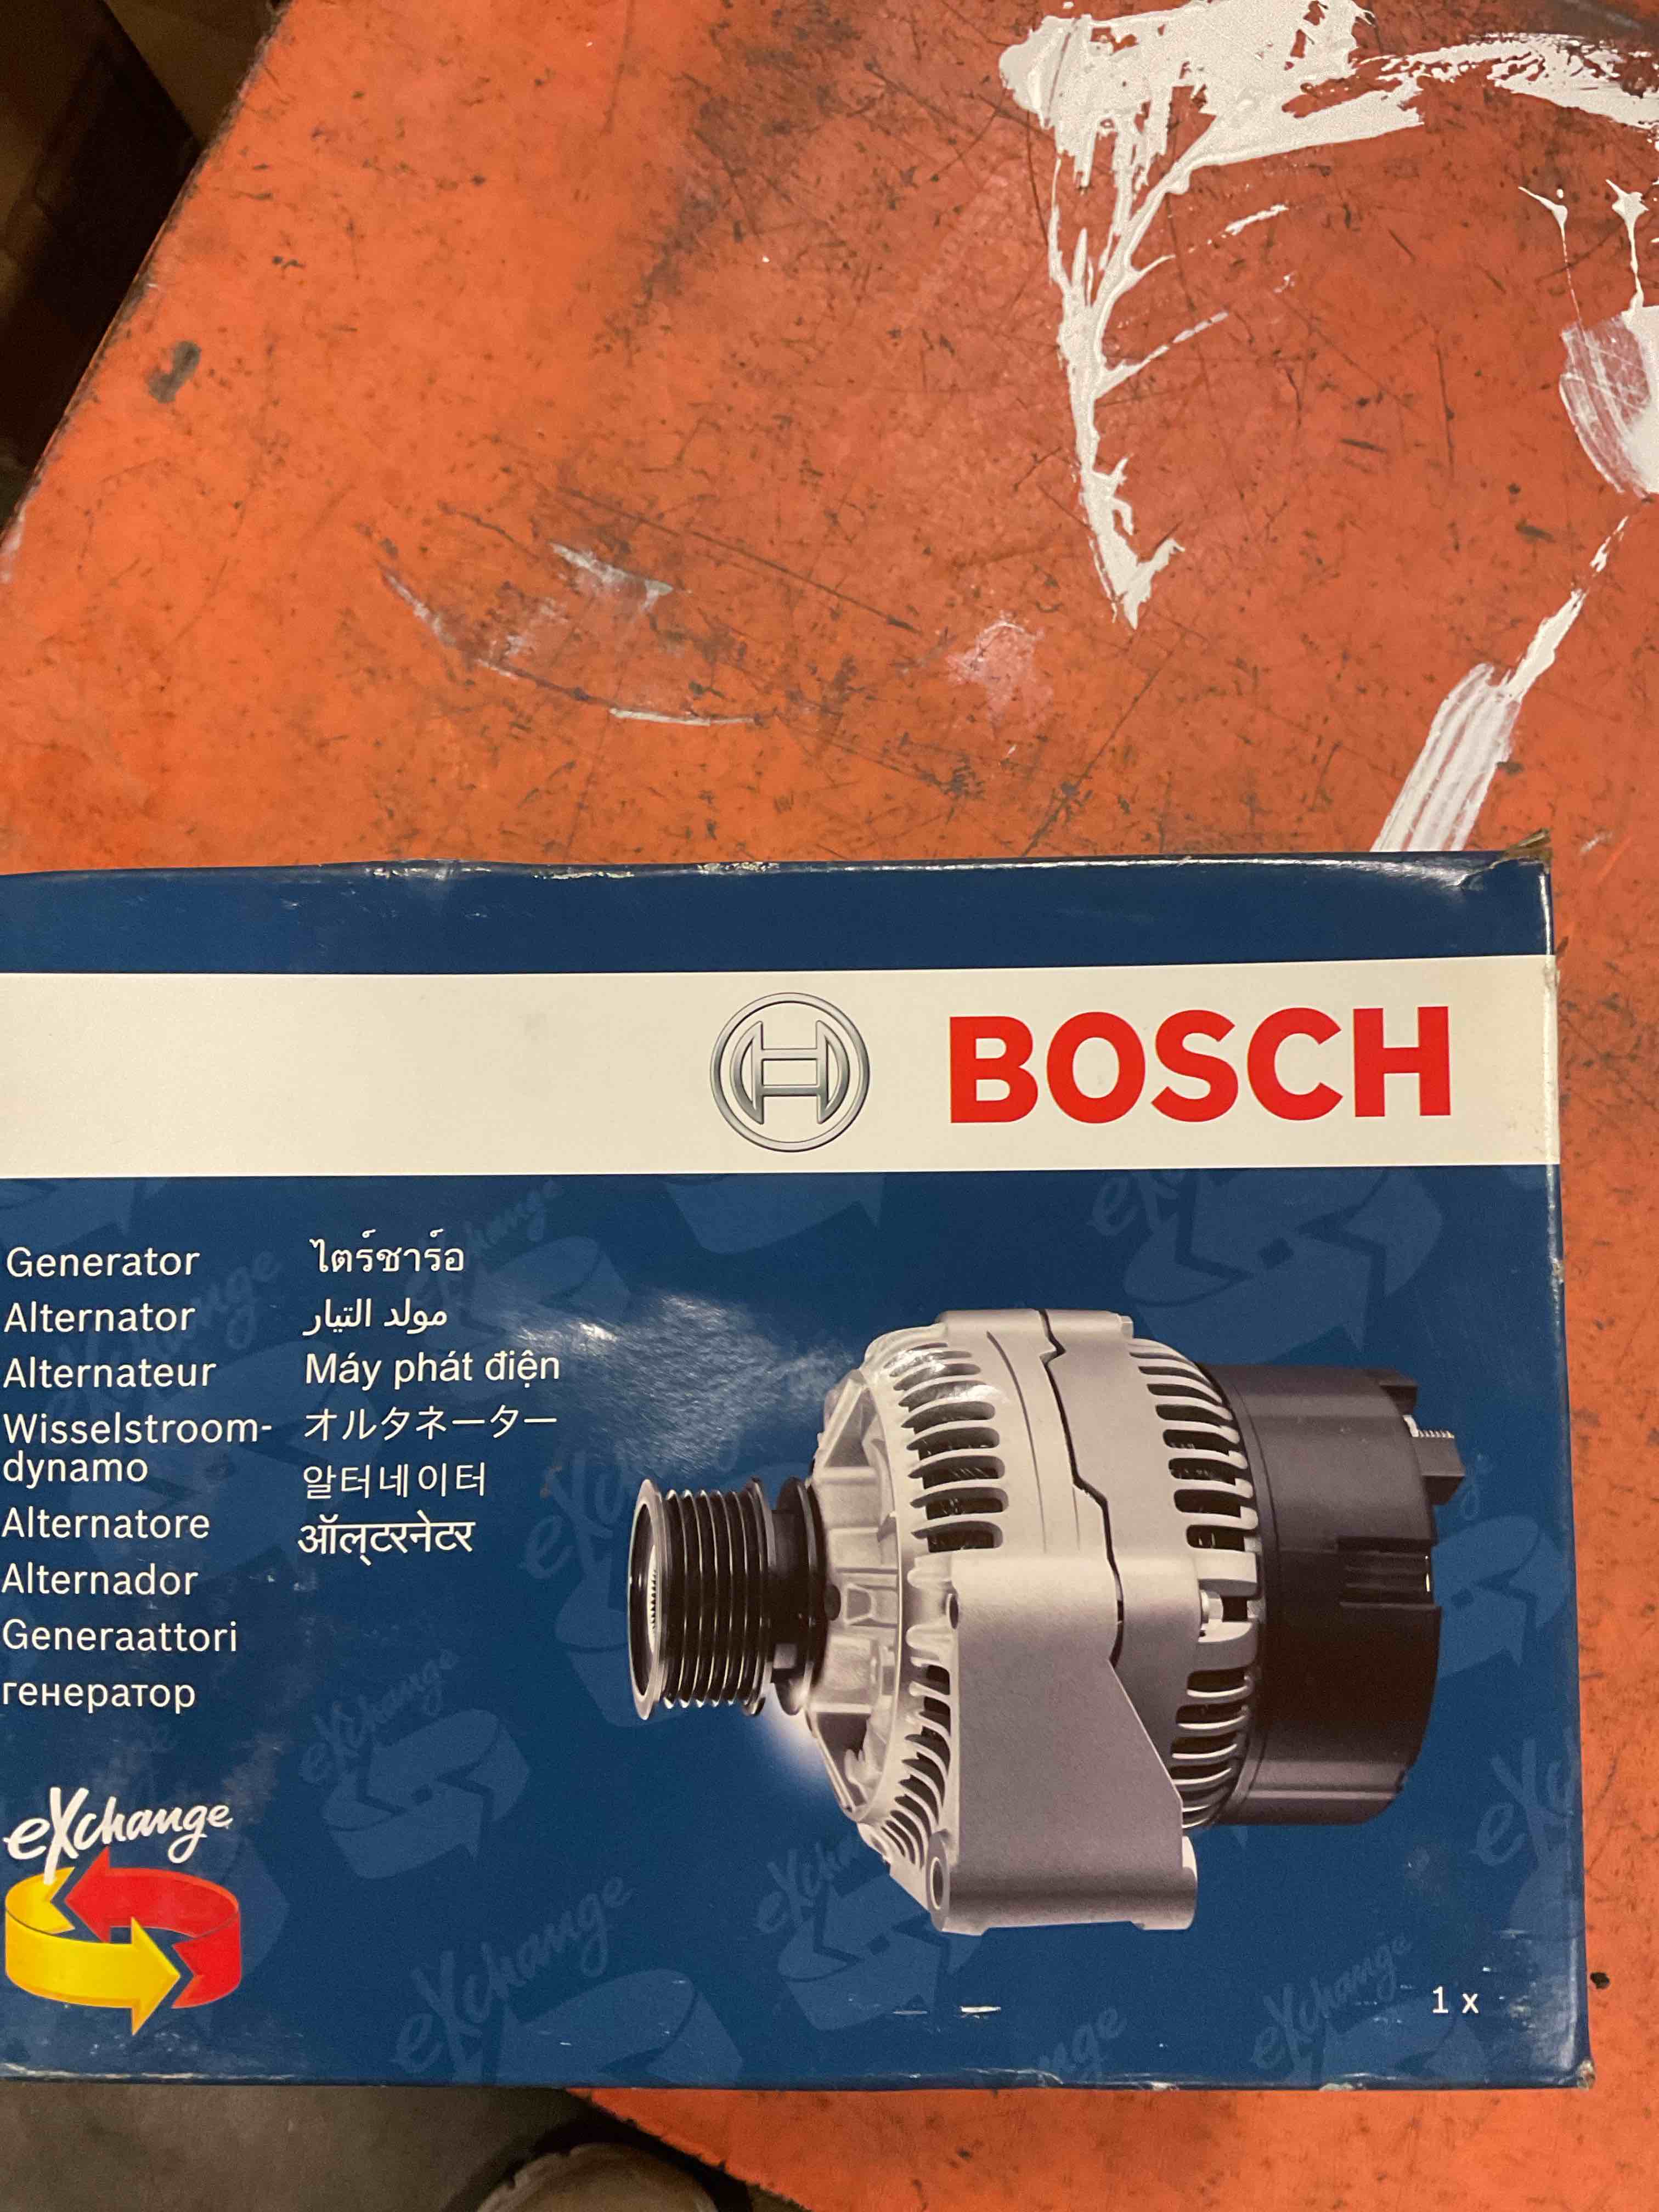 BOSCH
Generator
Alternator
Alternateur
Wisselstroom-
dynamo
Alternatore
Alternador
Generaattori
генератор
ไดร์ชาร์จ
مولد التيار
Máy phát điện
オルタネーター
알터네이터
ऑल्टरनेटर
eXchange
1 x